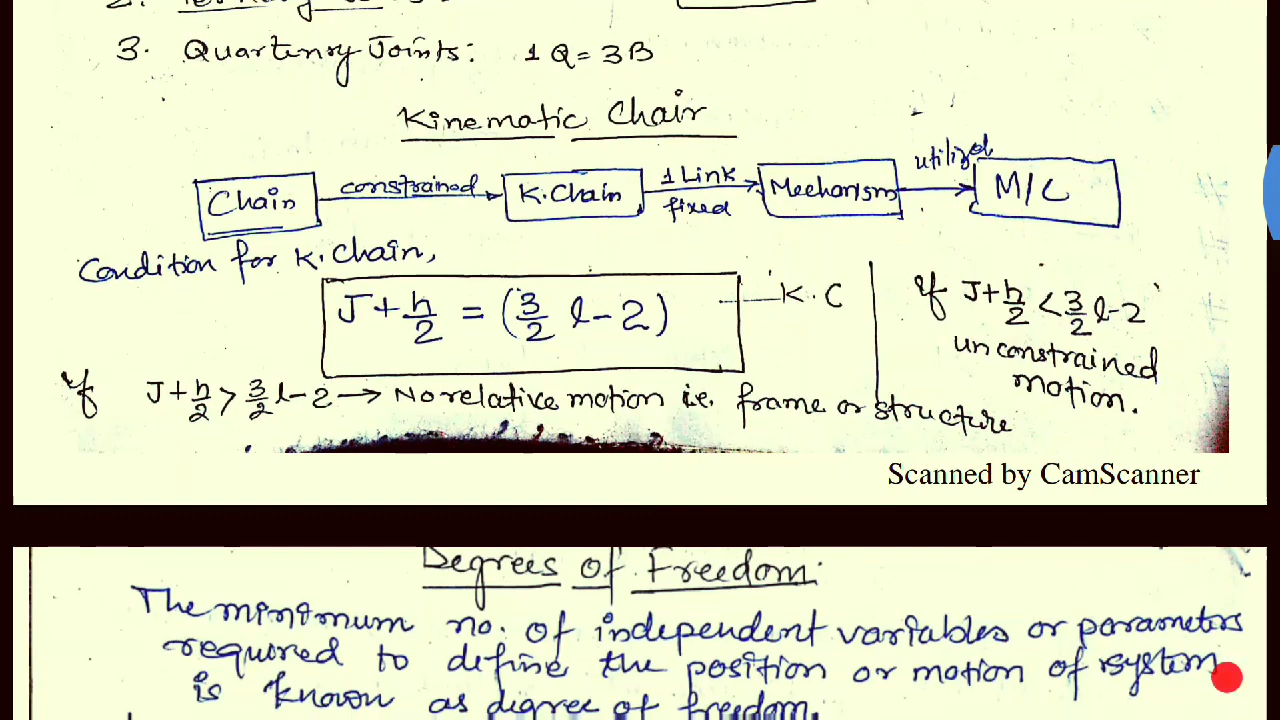 3. Quarternary Joints: 1 Q = 3B
Kinematic Chair
Chain constrained K.Chain 1 Link fixed Mechanism utilized M/C
Condition for K. Chain,
J + h/2 = (3/2 l - 2) — K.C
If J + h/2 < 3/2 l - 2
unconstrained
motion.
If J + h/2 > 3/2 l - 2 → No relative motion i.e. frame or structure
Scanned by CamScanner
Degrees of Freedom:
The minimum no. of independent variables or parameters
required to define the position or motion of system
is known as degree of freedom.